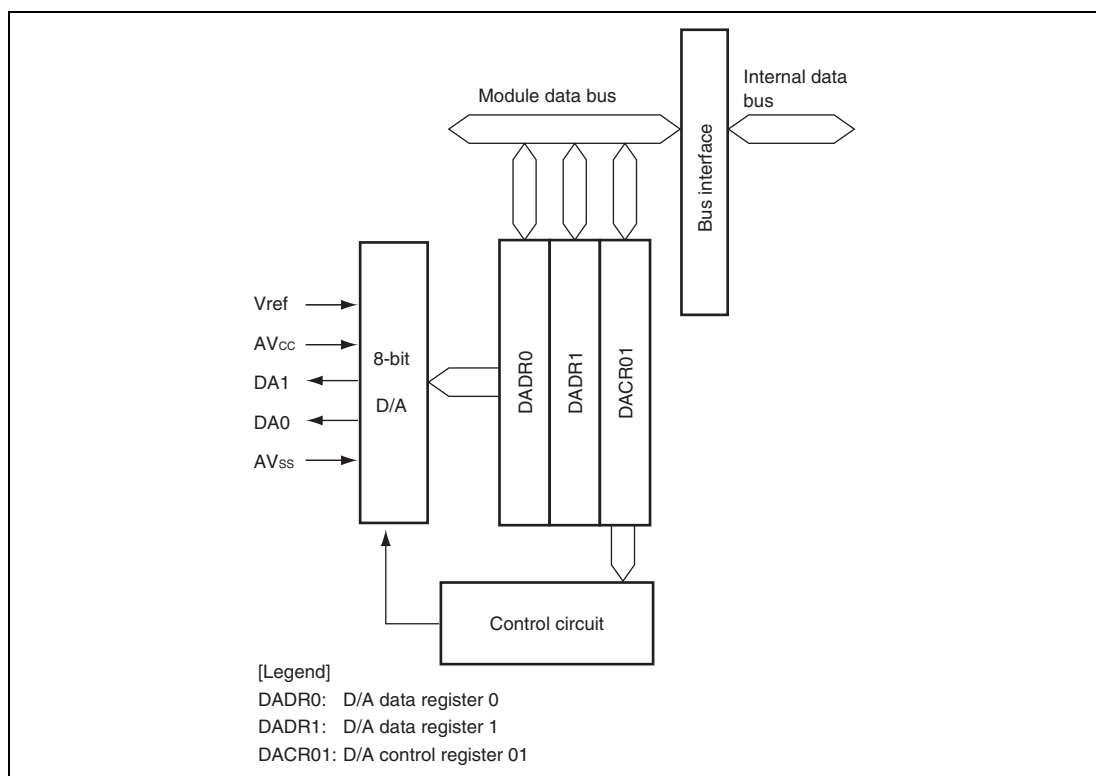 Module data bus
Internal data
bus
Bus interface
Vref
AVCC
DA1
DA0
AVSS
8-bit
D/A
DADR0
DADR1
DACR01
Control circuit
[Legend]
DADR0: D/A data register 0
DADR1: D/A data register 1
DACR01: D/A control register 01